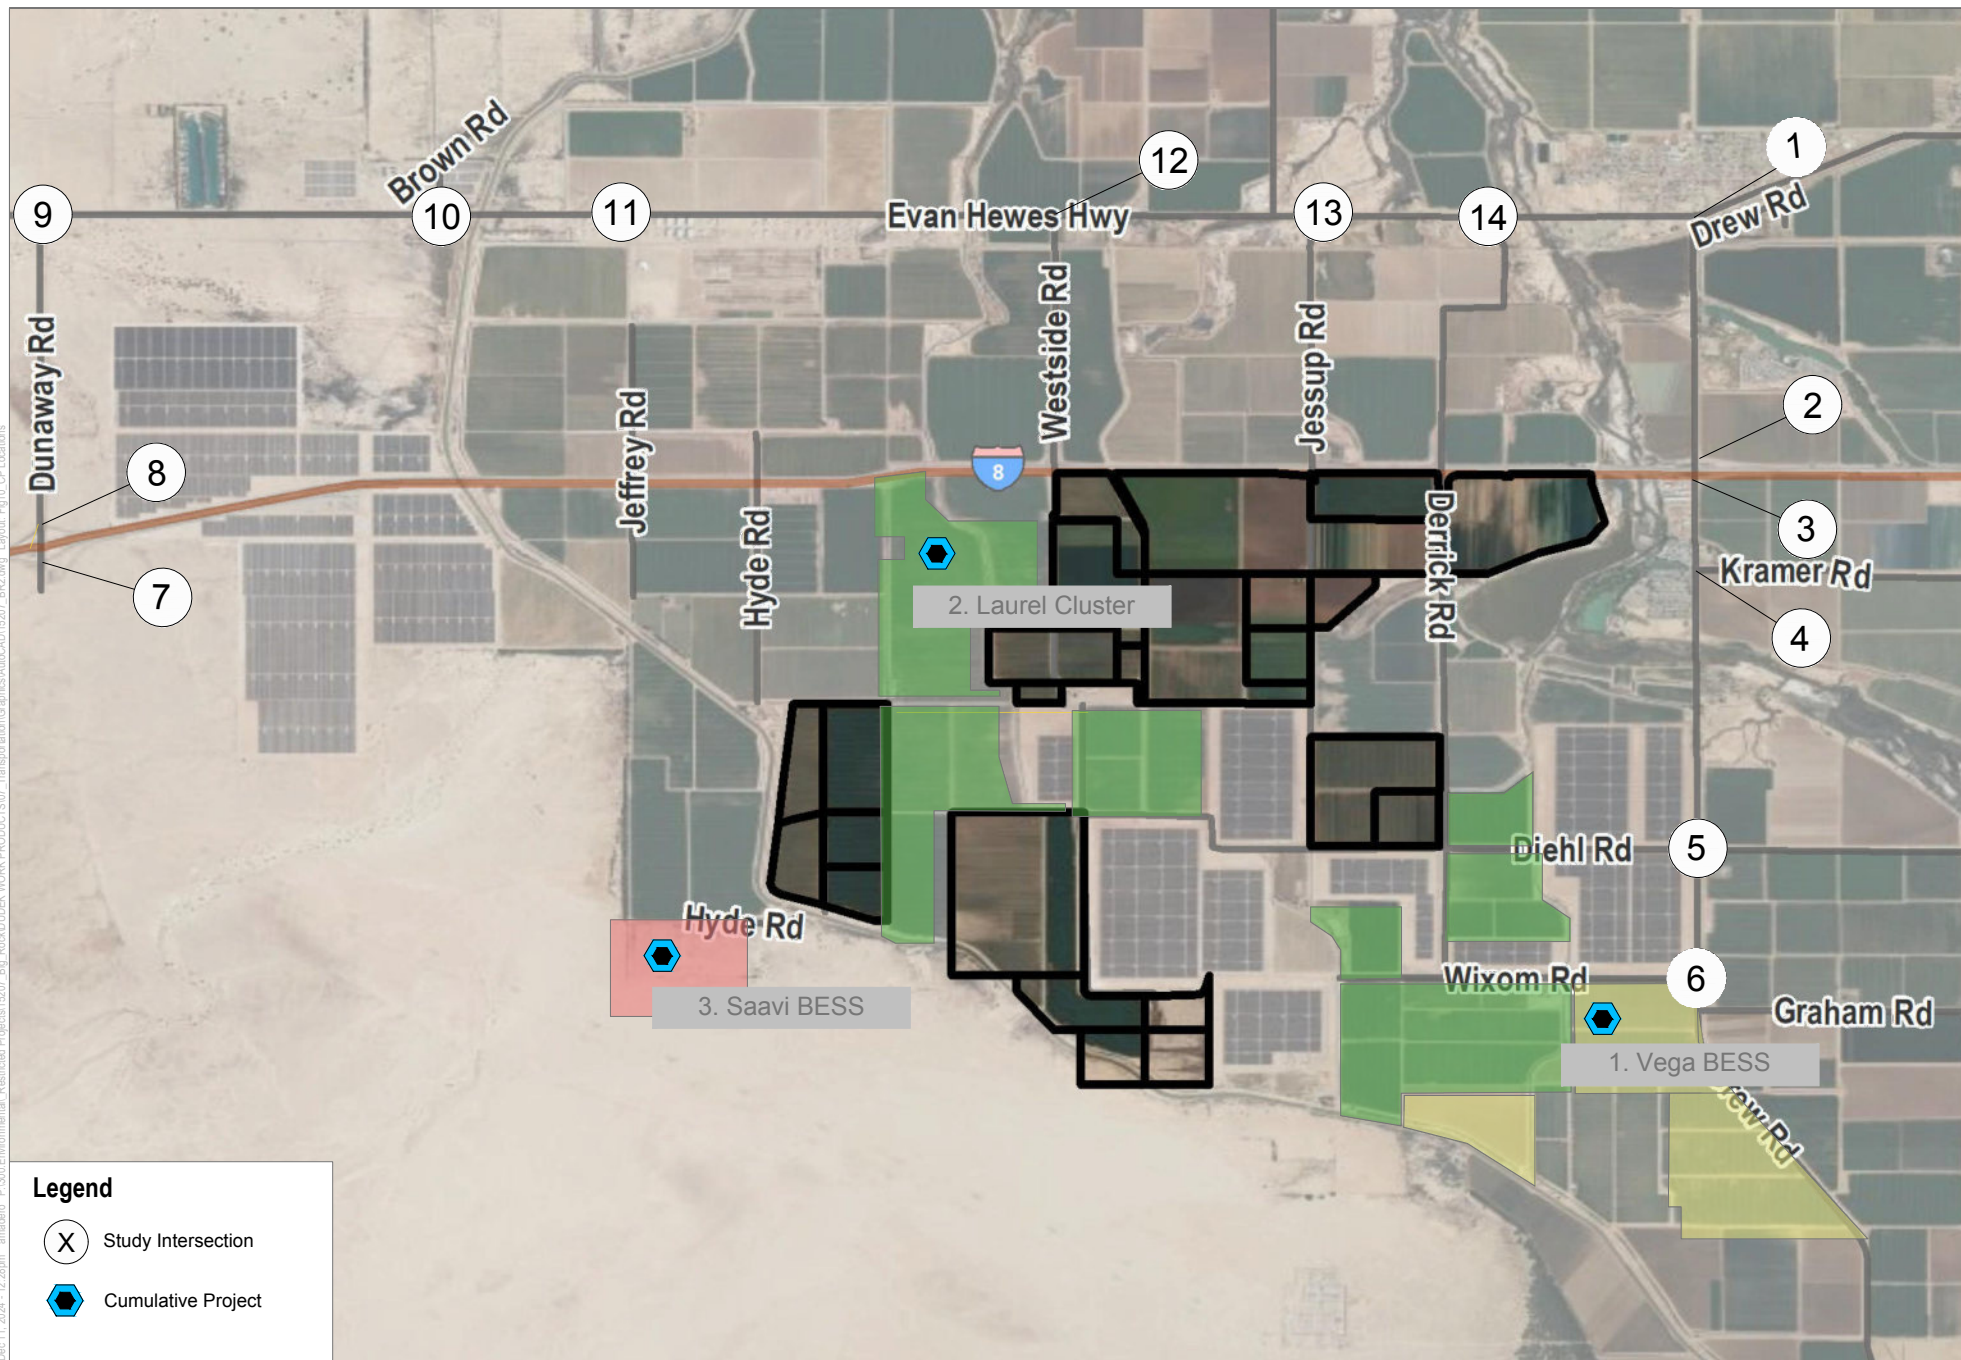 1
12
Brown Rd
9
10
11
Evan Hewes Hwy
13
14
Drew Rd
Dunaway Rd
Westside Rd
Jessup Rd
Jeffrey Rd
2
8
8
3
Derrick Rd
Hyde Rd
Kramer Rd
7
2. Laurel Cluster
4
Diehl Rd
5
Hyde Rd
Wixom Rd
6
3. Saavi BESS
Graham Rd
1. Vega BESS
Drew Rd
Legend
X Study Intersection
Cumulative Project